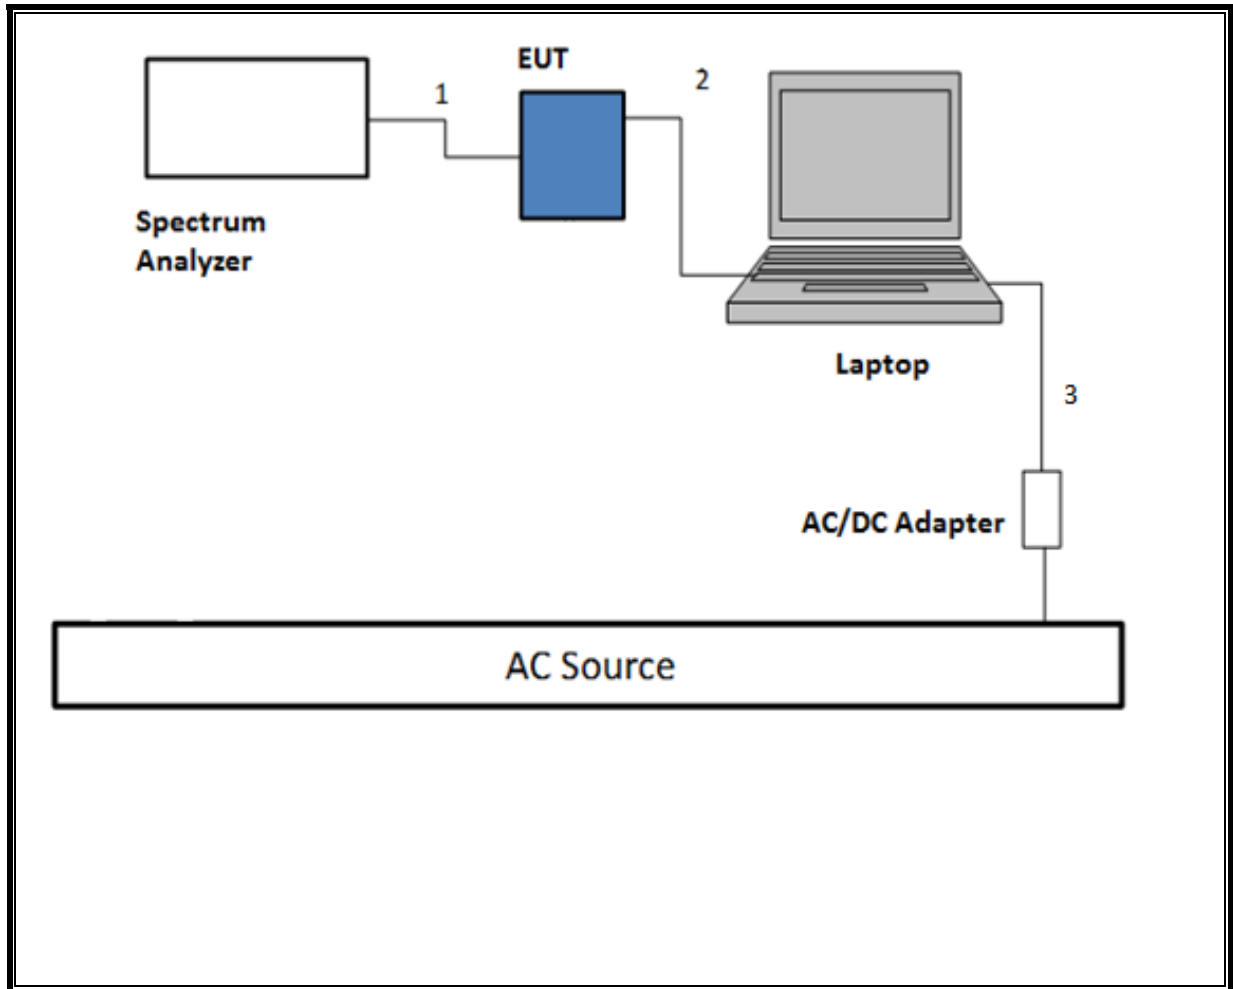 EUT
1
2
Spectrum
Analyzer
Laptop
3
AC/DC Adapter
AC Source